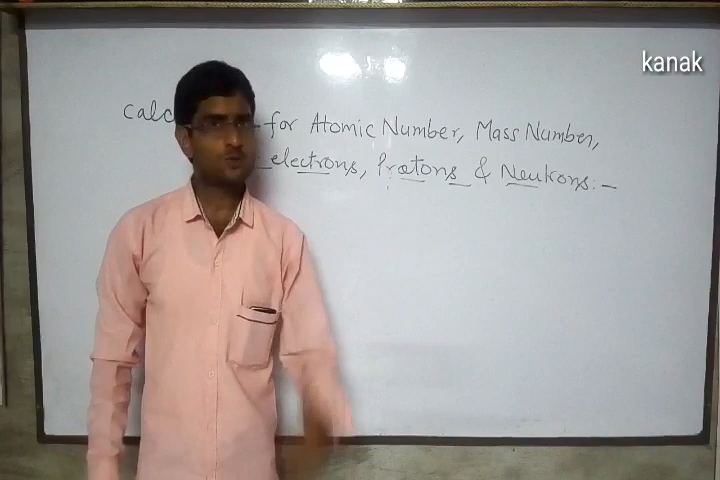 kanak
for Atomic Number, Mass Number,
electrons, Protons & Neutrons:-